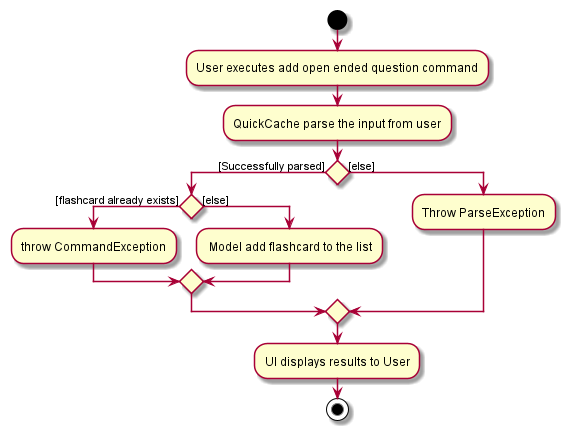 User executes add open ended question command
QuickCache parse the input from user
[Successfully parsed]
[else]
[flashcard already exists]
[else]
throw CommandException
Model add flashcard to the list
Throw ParseException
UI displays results to User